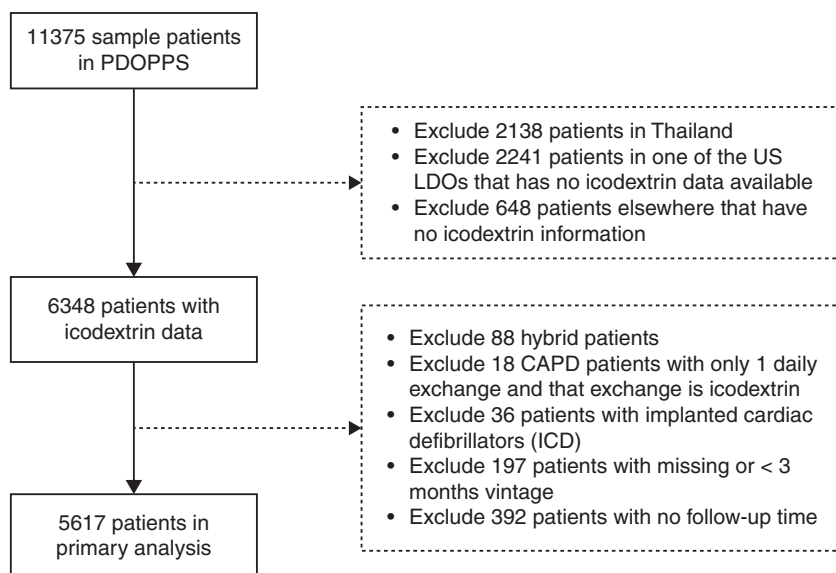 11375 sample patients
in PDOPPS
• Exclude 2138 patients in Thailand
• Exclude 2241 patients in one of the US
LDOs that has no icodextrin data available
• Exclude 648 patients elsewhere that have
no icodextrin information
6348 patients with
icodextrin data
• Exclude 88 hybrid patients
• Exclude 18 CAPD patients with only 1 daily
exchange and that exchange is icodextrin
• Exclude 36 patients with implanted cardiac
defibrillators (ICD)
• Exclude 197 patients with missing or < 3
months vintage
• Exclude 392 patients with no follow-up time
5617 patients in
primary analysis